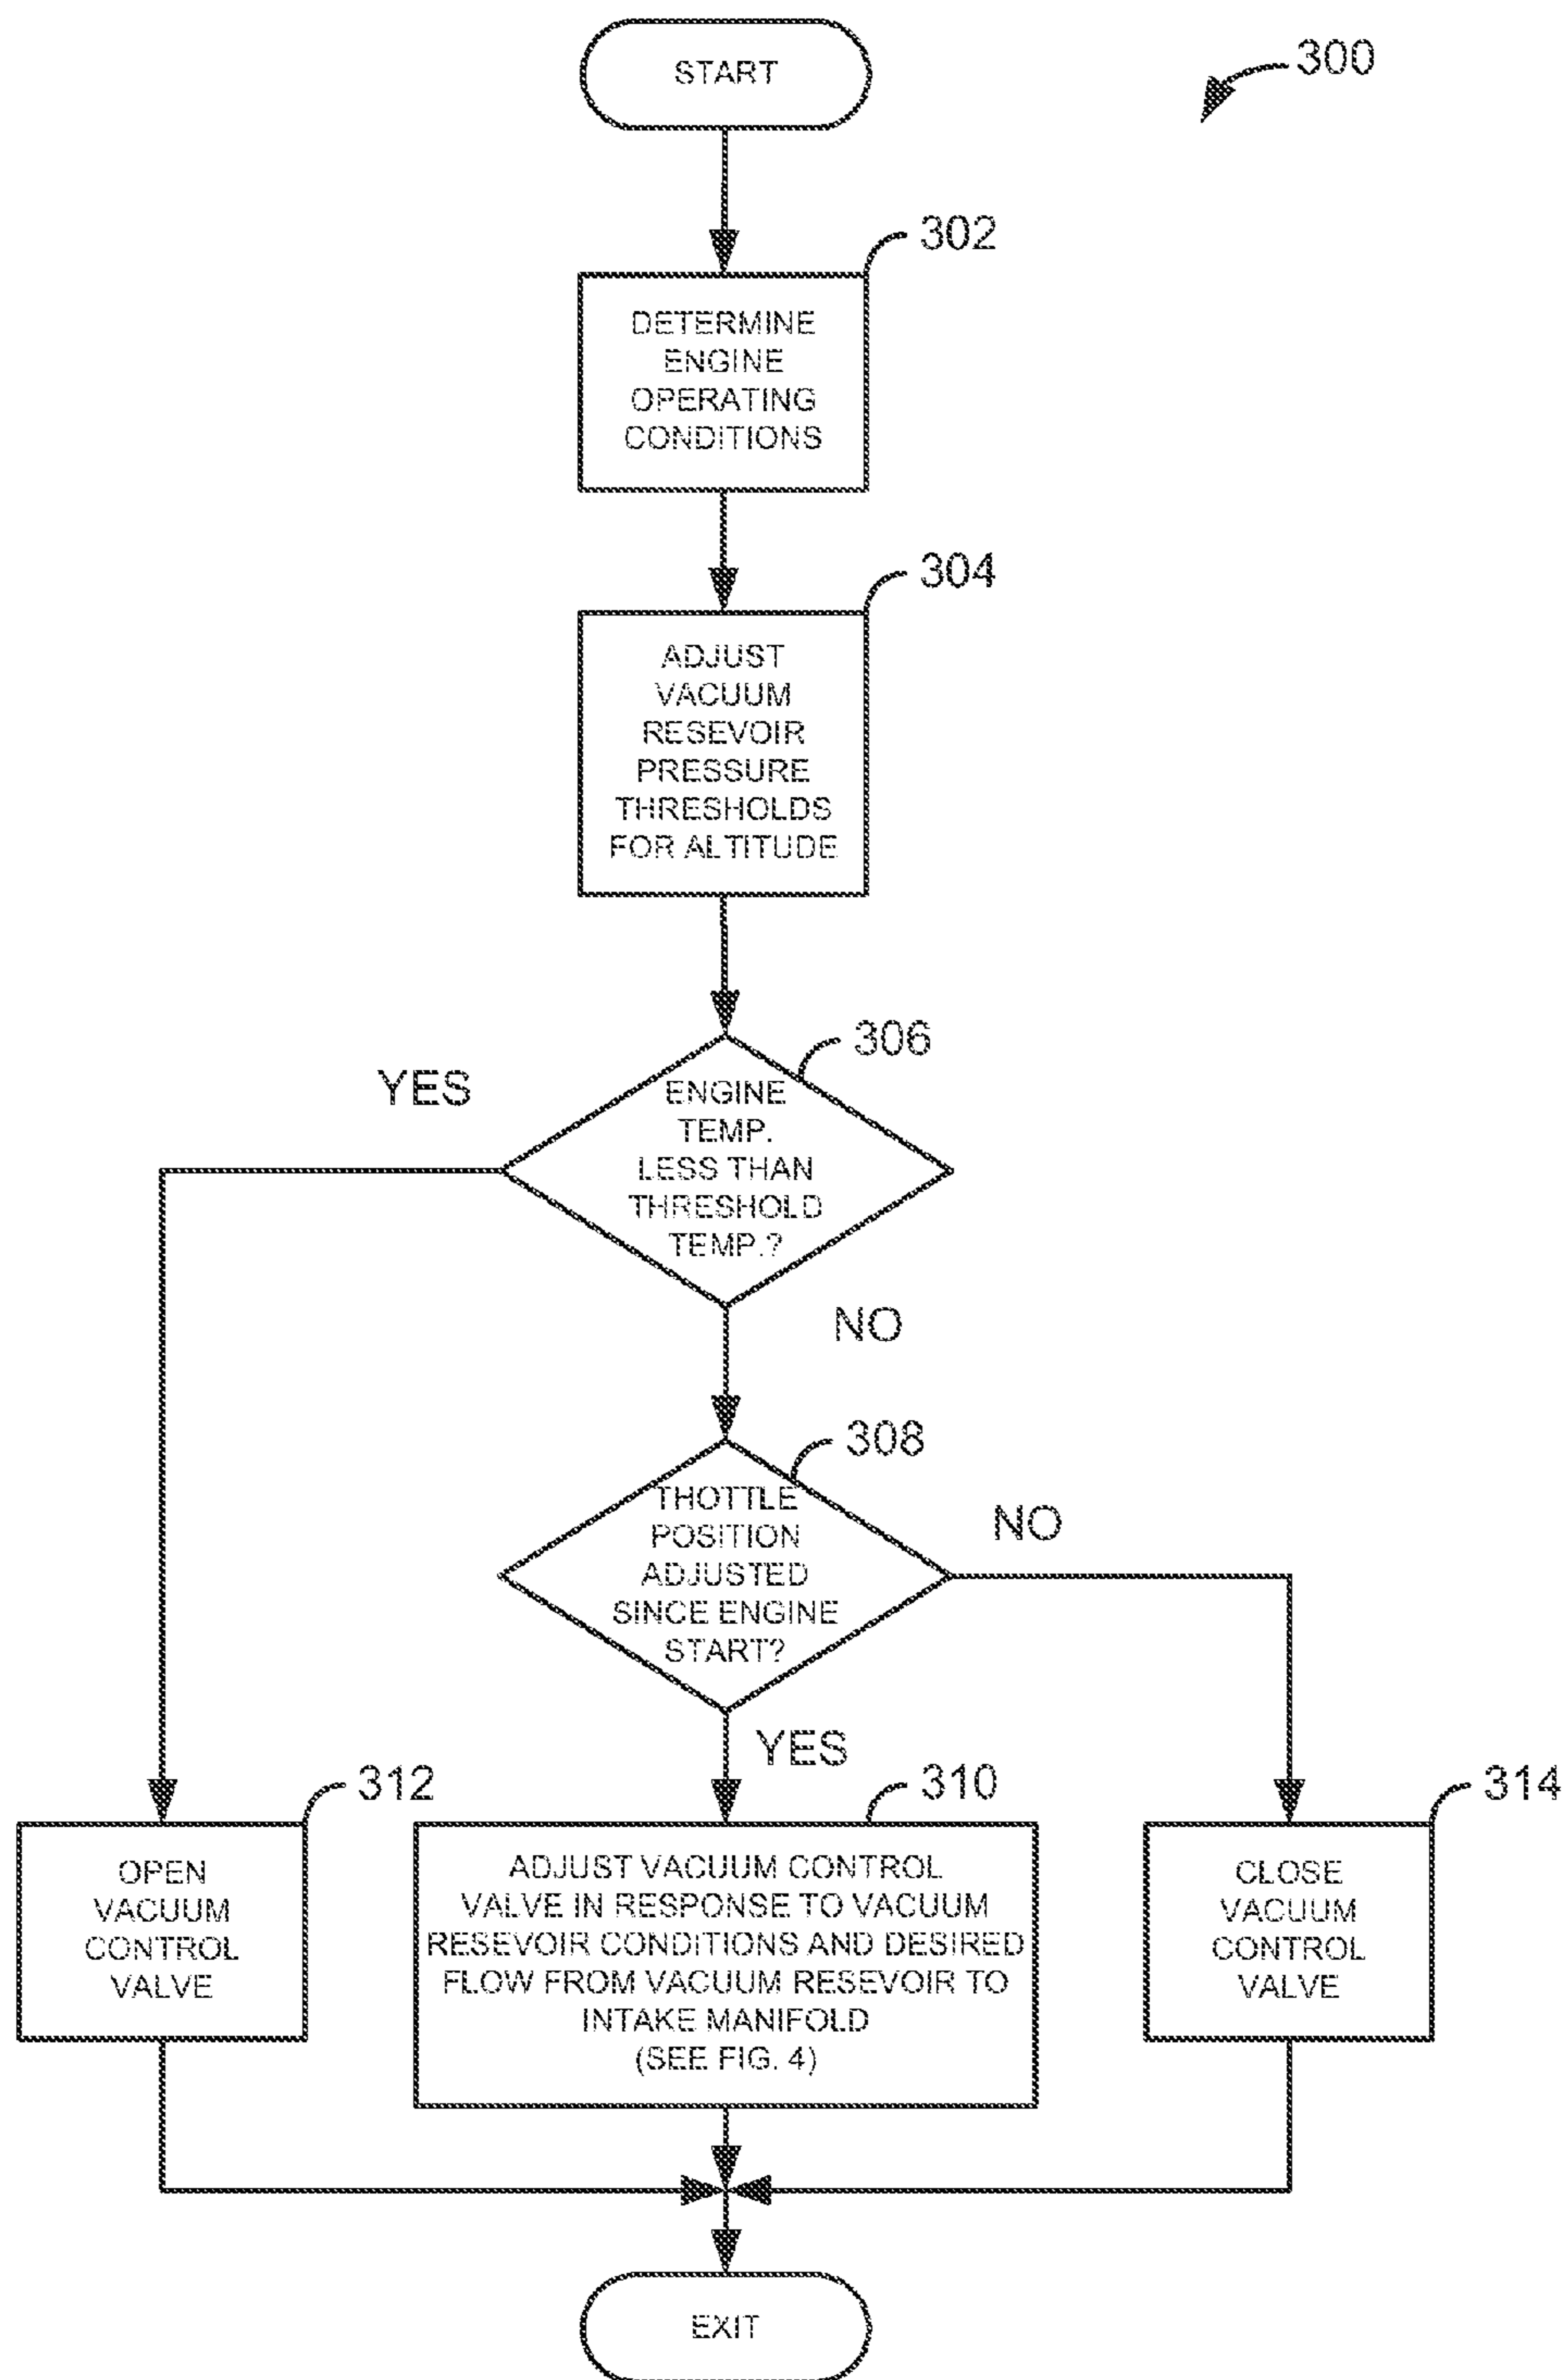 START
300
302
DETERMINE
ENGINE
OPERATING
CONDITIONS
304
ADJUST
VACUUM
RESEVOIR
PRESSURE
THRESHOLDS
FOR ALTITUDE
306
YES
ENGINE
TEMP.
LESS THAN
THRESHOLD
TEMP.?
NO
308
THOTTLE
POSITION
ADJUSTED
SINCE ENGINE
START?
NO
YES
312
OPEN
VACUUM
CONTROL
VALVE
310
ADJUST VACUUM CONTROL
VALVE IN RESPONSE TO VACUUM
RESEVOIR CONDITIONS AND DESIRED
FLOW FROM VACUUM RESEVOIR TO
INTAKE MANIFOLD
(SEE FIG. 4)
314
CLOSE
VACUUM
CONTROL
VALVE
EXIT